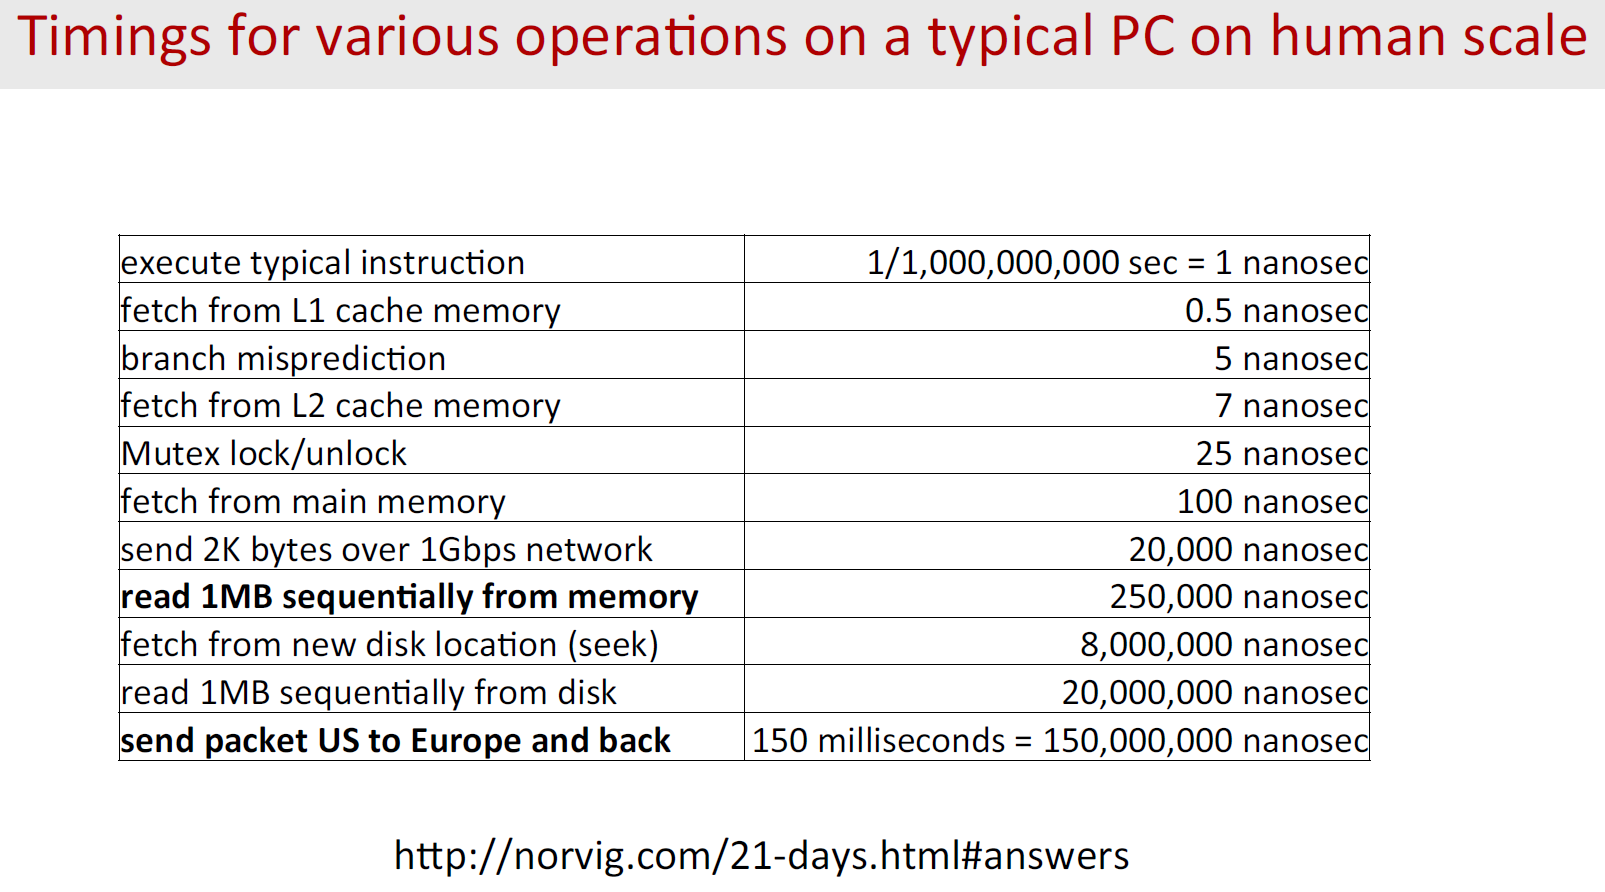 Timings for various operations on a typical PC on human scale
execute typical instruction 1/1,000,000,000 sec = 1 nanosec
fetch from L1 cache memory 0.5 nanosec
branch misprediction 5 nanosec
fetch from L2 cache memory 7 nanosec
Mutex lock/unlock 25 nanosec
fetch from main memory 100 nanosec
send 2K bytes over 1Gbps network 20,000 nanosec
read 1MB sequentially from memory 250,000 nanosec
fetch from new disk location (seek) 8,000,000 nanosec
read 1MB sequentially from disk 20,000,000 nanosec
send packet US to Europe and back 150 milliseconds = 150,000,000 nanosec
http://norvig.com/21-days.html#answers